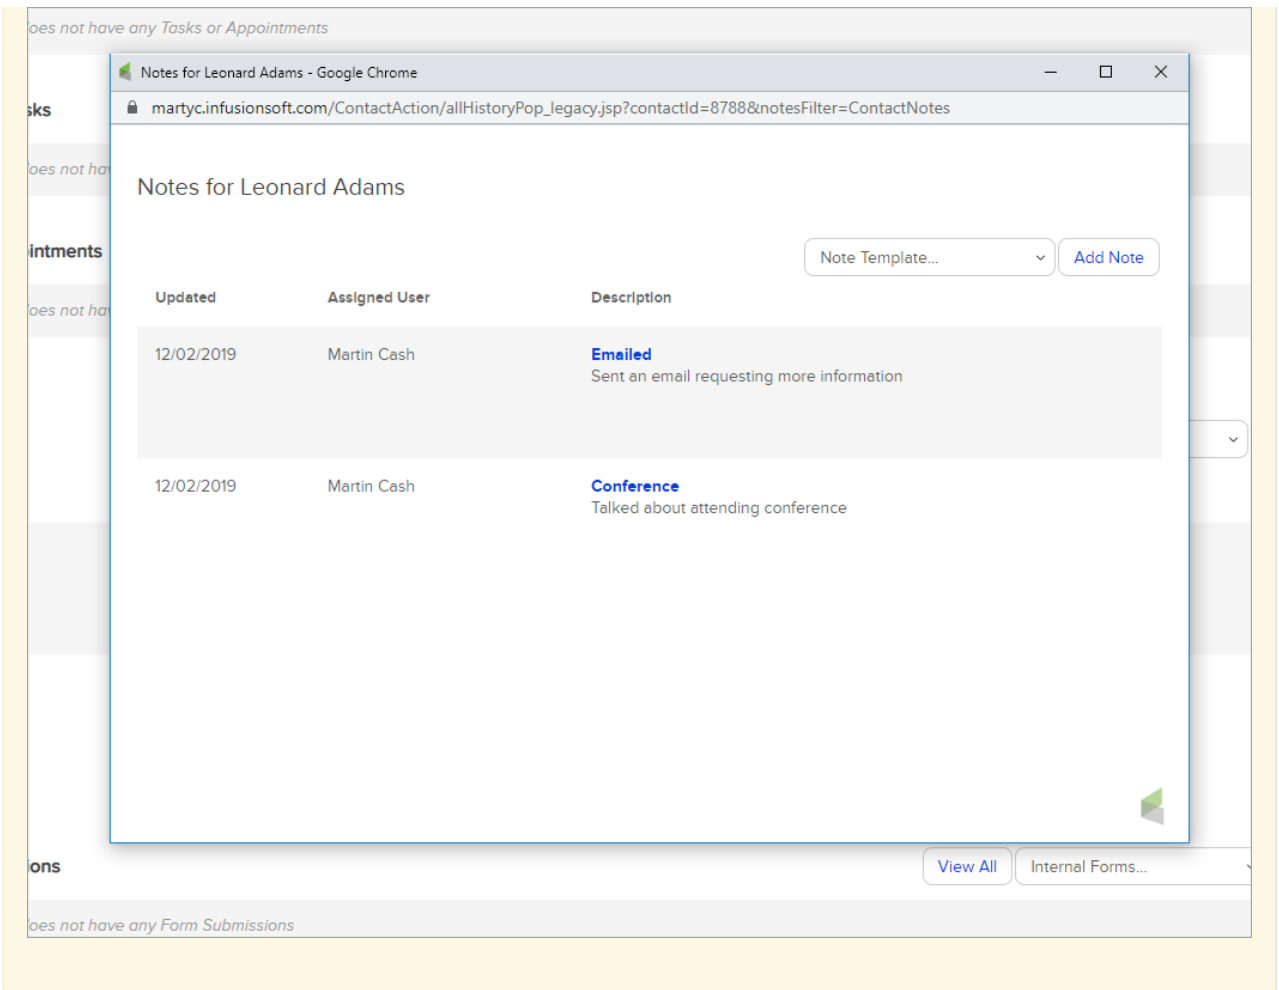 oes not have any Tasks or Appointments
Notes for Leonard Adams - Google Chrome
martyc.infusionsoft.com/ContactAction/allHistoryPop_legacy.jsp?contactId=8788&notesFilter=ContactNotes
sks
oes not ha
Notes for Leonard Adams
intments
Note Template...
Add Note
Updated
Assigned User
Description
oes not ha
12/02/2019
Martin Cash
Emailed
Sent an email requesting more information
12/02/2019
Martin Cash
Conference
Talked about attending conference
ions
View All
Internal Forms...
oes not have any Form Submissions